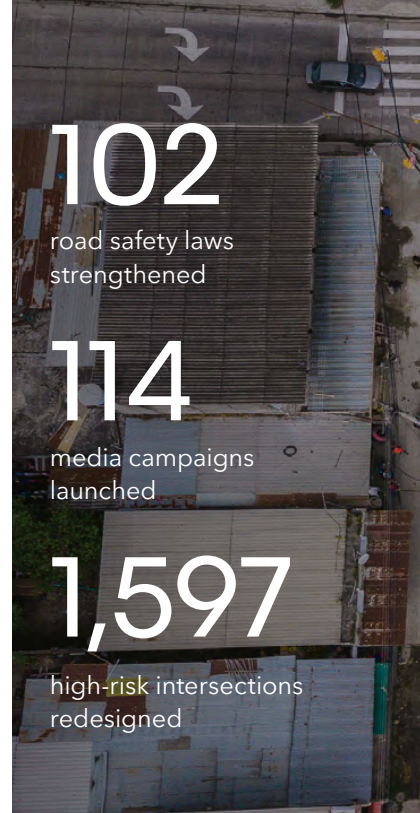 102
road safety laws
strengthened
114
media campaigns
launched
1,597
high-risk intersections
redesigned